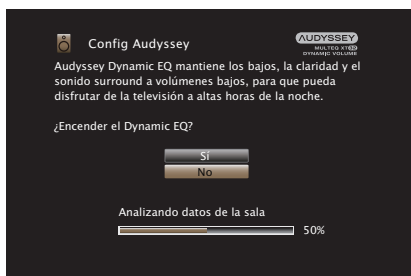 Config Audyssey
AUDYSSEY
MULTEQ XT32
DYNAMIC VOLUME
Audyssey Dynamic EQ mantiene los bajos, la claridad y el
sonido surround a volúmenes bajos, para que pueda
disfrutar de la televisión a altas horas de la noche.
¿Encender el Dynamic EQ?
Sí
No
Analizando datos de la sala
50%